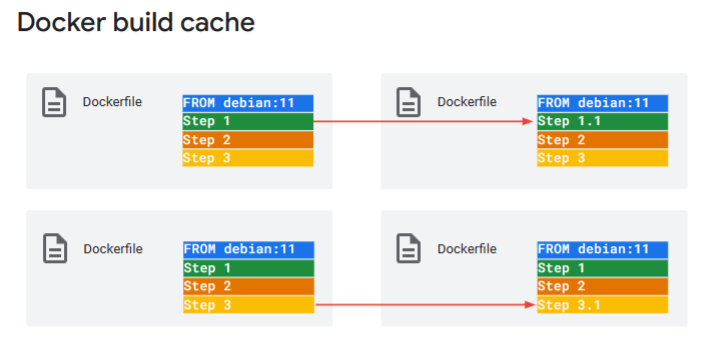 Docker build cache
Dockerfile
FROM debian:11
Step 1
Step 2
Step 3
Dockerfile
FROM debian:11
Step 1.1
Step 2
Step 3
Dockerfile
FROM debian:11
Step 1
Step 2
Step 3
Dockerfile
FROM debian:11
Step 1
Step 2
Step 3.1